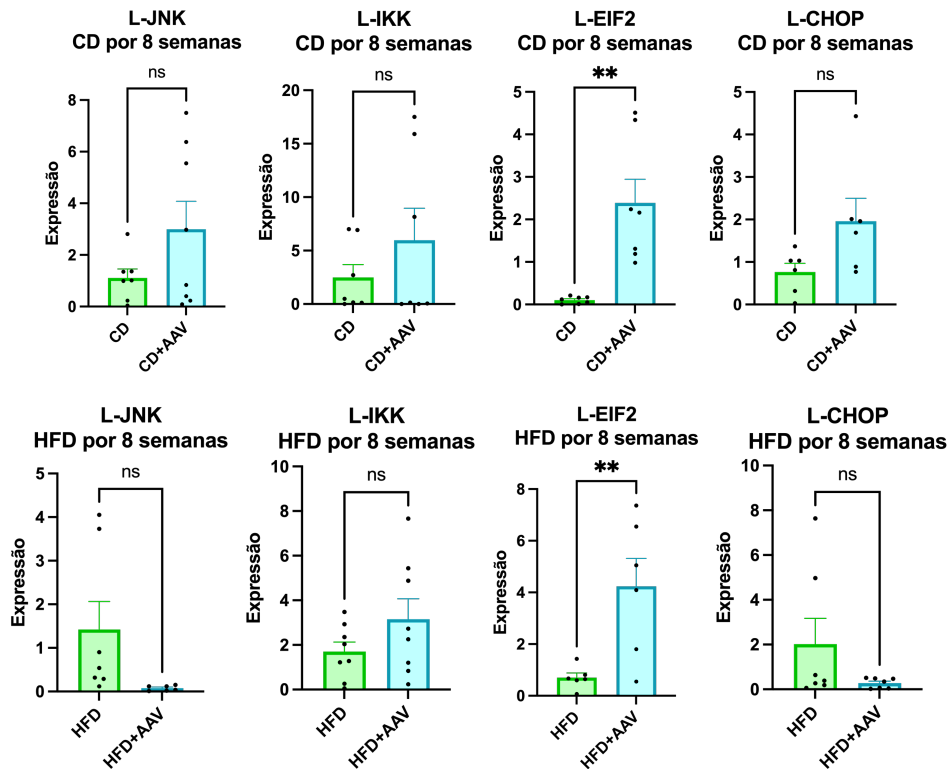 L-JNK
CD por 8 semanas
ns
Expressão
8
6
4
2
0
CD
CD+AAV
L-IKK
CD por 8 semanas
ns
Expressão
20
15
10
5
0
CD
CD+AAV
L-EIF2
CD por 8 semanas
**
Expressão
5
4
3
2
1
0
CD
CD+AAV
L-CHOP
CD por 8 semanas
ns
Expressão
5
4
3
2
1
0
CD
CD+AAV
L-JNK
HFD por 8 semanas
ns
Expressão
5
4
3
2
1
0
HFD
HFD+AAV
L-IKK
HFD por 8 semanas
ns
Expressão
10
8
6
4
2
0
HFD
HFD+AAV
L-EIF2
HFD por 8 semanas
**
Expressão
8
6
4
2
0
HFD
HFD+AAV
L-CHOP
HFD por 8 semanas
ns
Expressão
10
8
6
4
2
0
HFD
HFD+AAV